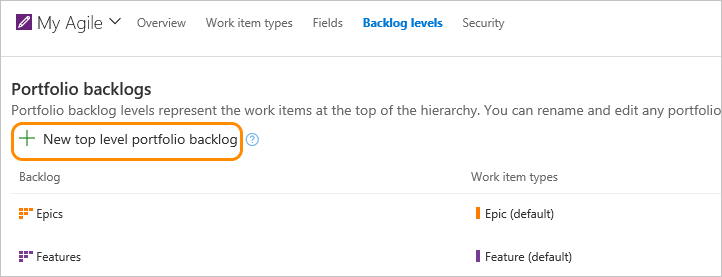 My Agile Overview Work item types Fields Backlog levels Security
Portfolio backlogs
Portfolio backlog levels represent the work items at the top of the hierarchy. You can rename and edit any portfolio
New top level portfolio backlog ?
Backlog Work item types
Epics Epic (default)
Features Feature (default)